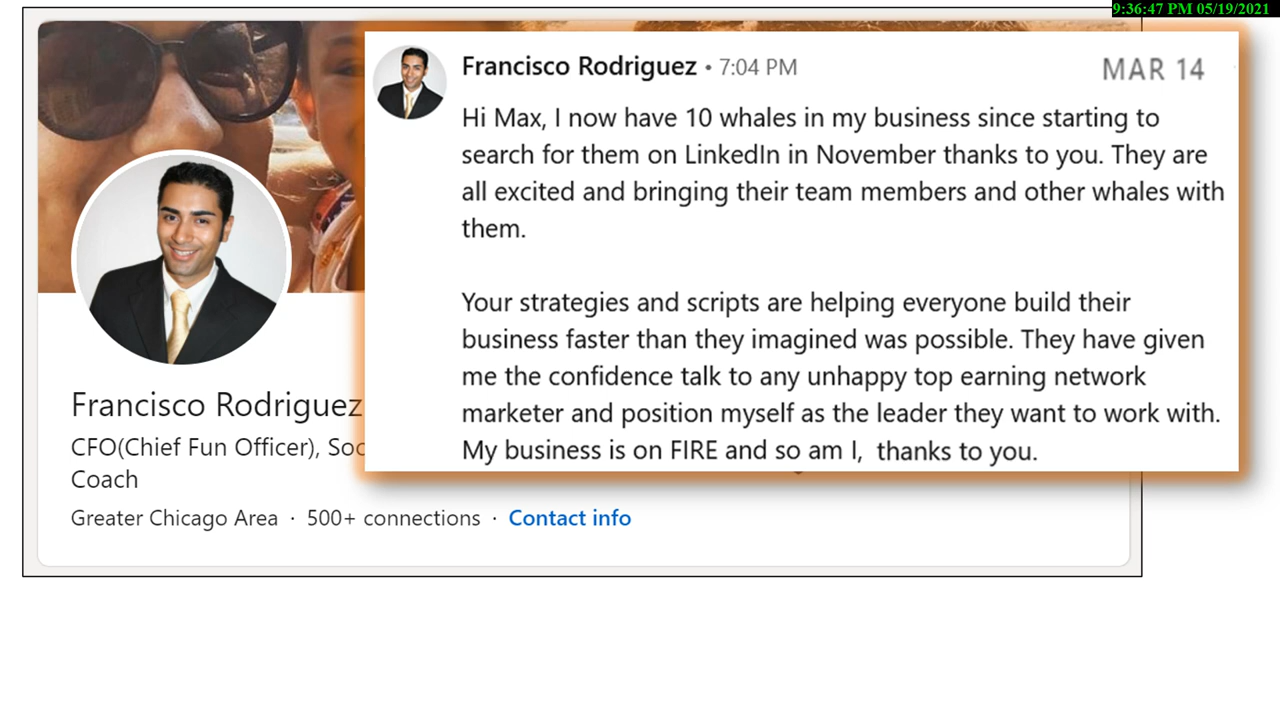 9:36:47 PM 05/19/2021
Francisco Rodriguez • 7:04 PM
MAR 14
Hi Max, I now have 10 whales in my business since starting to
search for them on LinkedIn in November thanks to you. They are
all excited and bringing their team members and other whales with
them.
Your strategies and scripts are helping everyone build their
business faster than they imagined was possible. They have given
me the confidence talk to any unhappy top earning network
marketer and position myself as the leader they want to work with.
My business is on FIRE and so am I, thanks to you.
Francisco Rodriguez
CFO(Chief Fun Officer), Soc
Coach
Greater Chicago Area · 500+ connections · Contact info